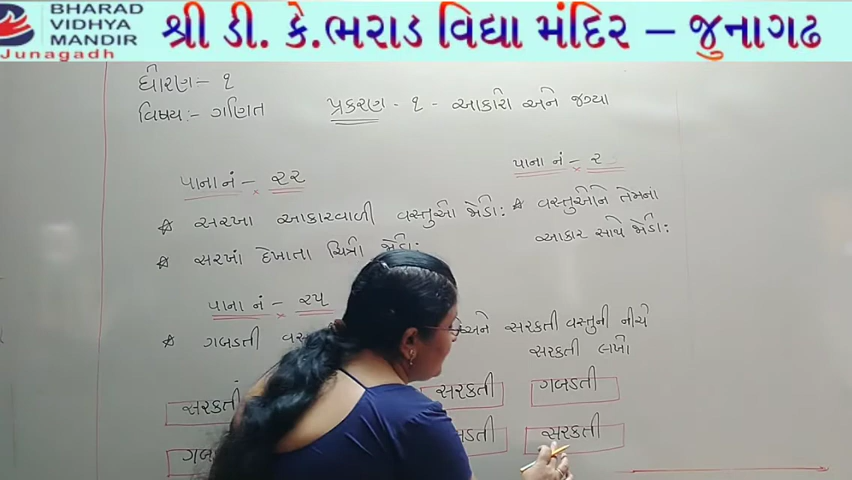 BHARAD
VIDHYA
MANDIR
Junagadh
શ્રી ડી. કે.ભરાડ વિદ્યા મંદિર – જુનાગઢ
ધોરણ:- ૧
વિષય:- ગણિત
પ્રકરણ - ૧ - આકારો અને જગ્યા
પાના નં - ૨૨
* સરખા આકારવાળી વસ્તુઓ જોડો:
* સરખાં દેખાતા ચિત્રો જોડો:
પાના નં - ૨
* વસ્તુઓને તેમના
આકાર સાથે જોડો:
પાના નં - ૨૫
* ગબડતી
અને સરકતી વસ્તુની નીચે
સરકતી લખો
સરકતી સરકતી ગબડતી
સરકતી